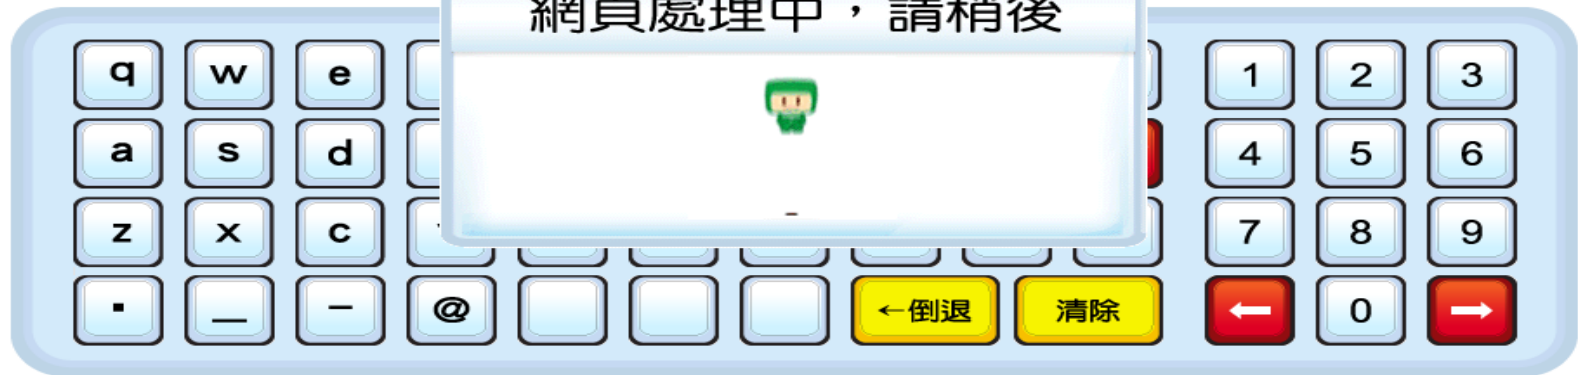 網頁處理中，請稍後
q w e 1 2 3
a s d 4 5 6
z x c 7 8 9
. _ - @ ←倒退 清除 ← 0 →